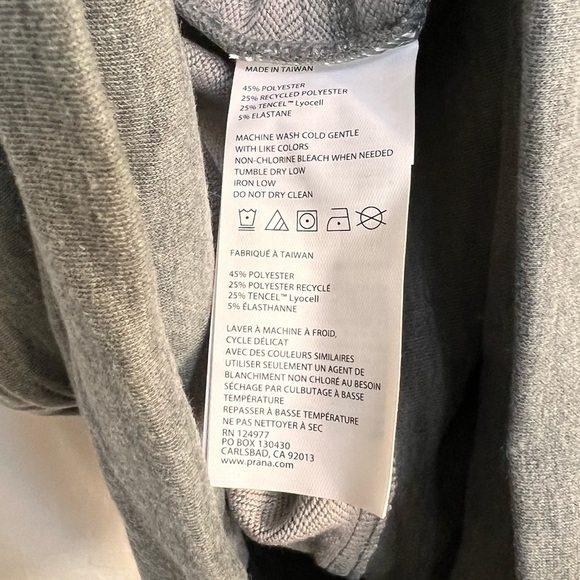 MADE IN TAIWAN
45% POLYESTER
25% RECYCLED POLYESTER
25% TENCEL™ Lyocell
5% ELASTANE
MACHINE WASH COLD GENTLE
WITH LIKE COLORS
NON-CHLORINE BLEACH WHEN NEEDED
TUMBLE DRY LOW
IRON LOW
DO NOT DRY CLEAN
FABRIQUÉ À TAIWAN
45% POLYESTER
25% POLYESTER RECYCLÉ
25% TENCEL™ Lyocell
5% ÉLASTHANNE
LAVER À MACHINE À FROID,
CYCLE DÉLICAT
AVEC DES COULEURS SIMILAIRES
UTILISER SEULEMENT UN AGENT DE
BLANCHIMENT NON CHLORÉ AU BESOIN
SÉCHAGE PAR CULBUTAGE À BASSE
TEMPÉRATURE
REPASSER À BASSE TEMPÉRATURE
NE PAS NETTOYER À SEC
RN 124977
PO BOX 130430
CARLSBAD, CA 92013
www.prana.com